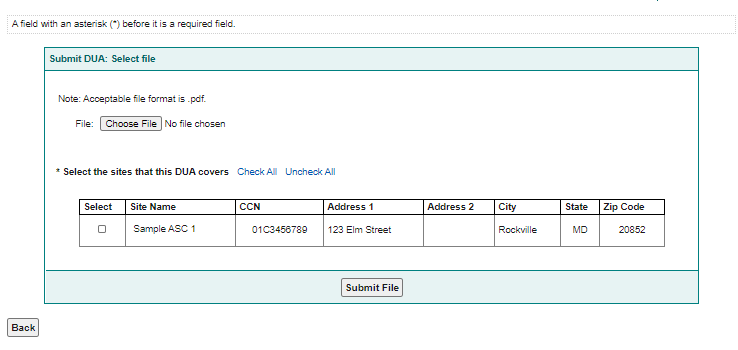 A field with an asterisk (*) before it is a required field.
Submit DUA: Select file
Note: Acceptable file format is .pdf.
File: Choose File No file chosen
* Select the sites that this DUA covers Check All Uncheck All
Select Site Name CCN Address 1 Address 2 City State Zip Code
Sample ASC 1 01C3456789 123 Elm Street Rockville MD 20852
Submit File
Back